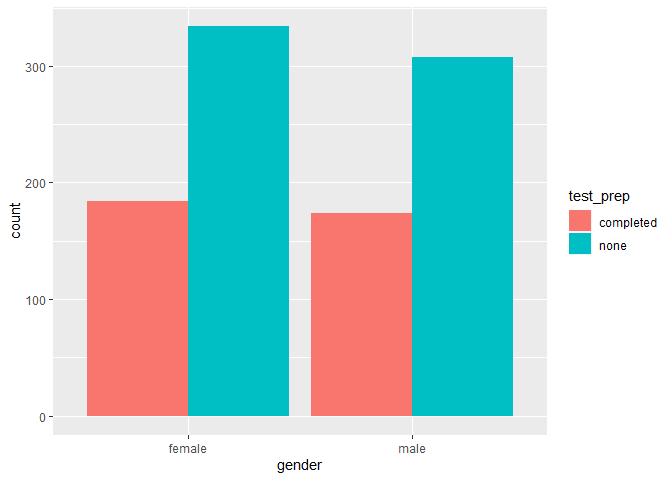 300
200
100
0
count
female
male
gender
test_prep
completed
none